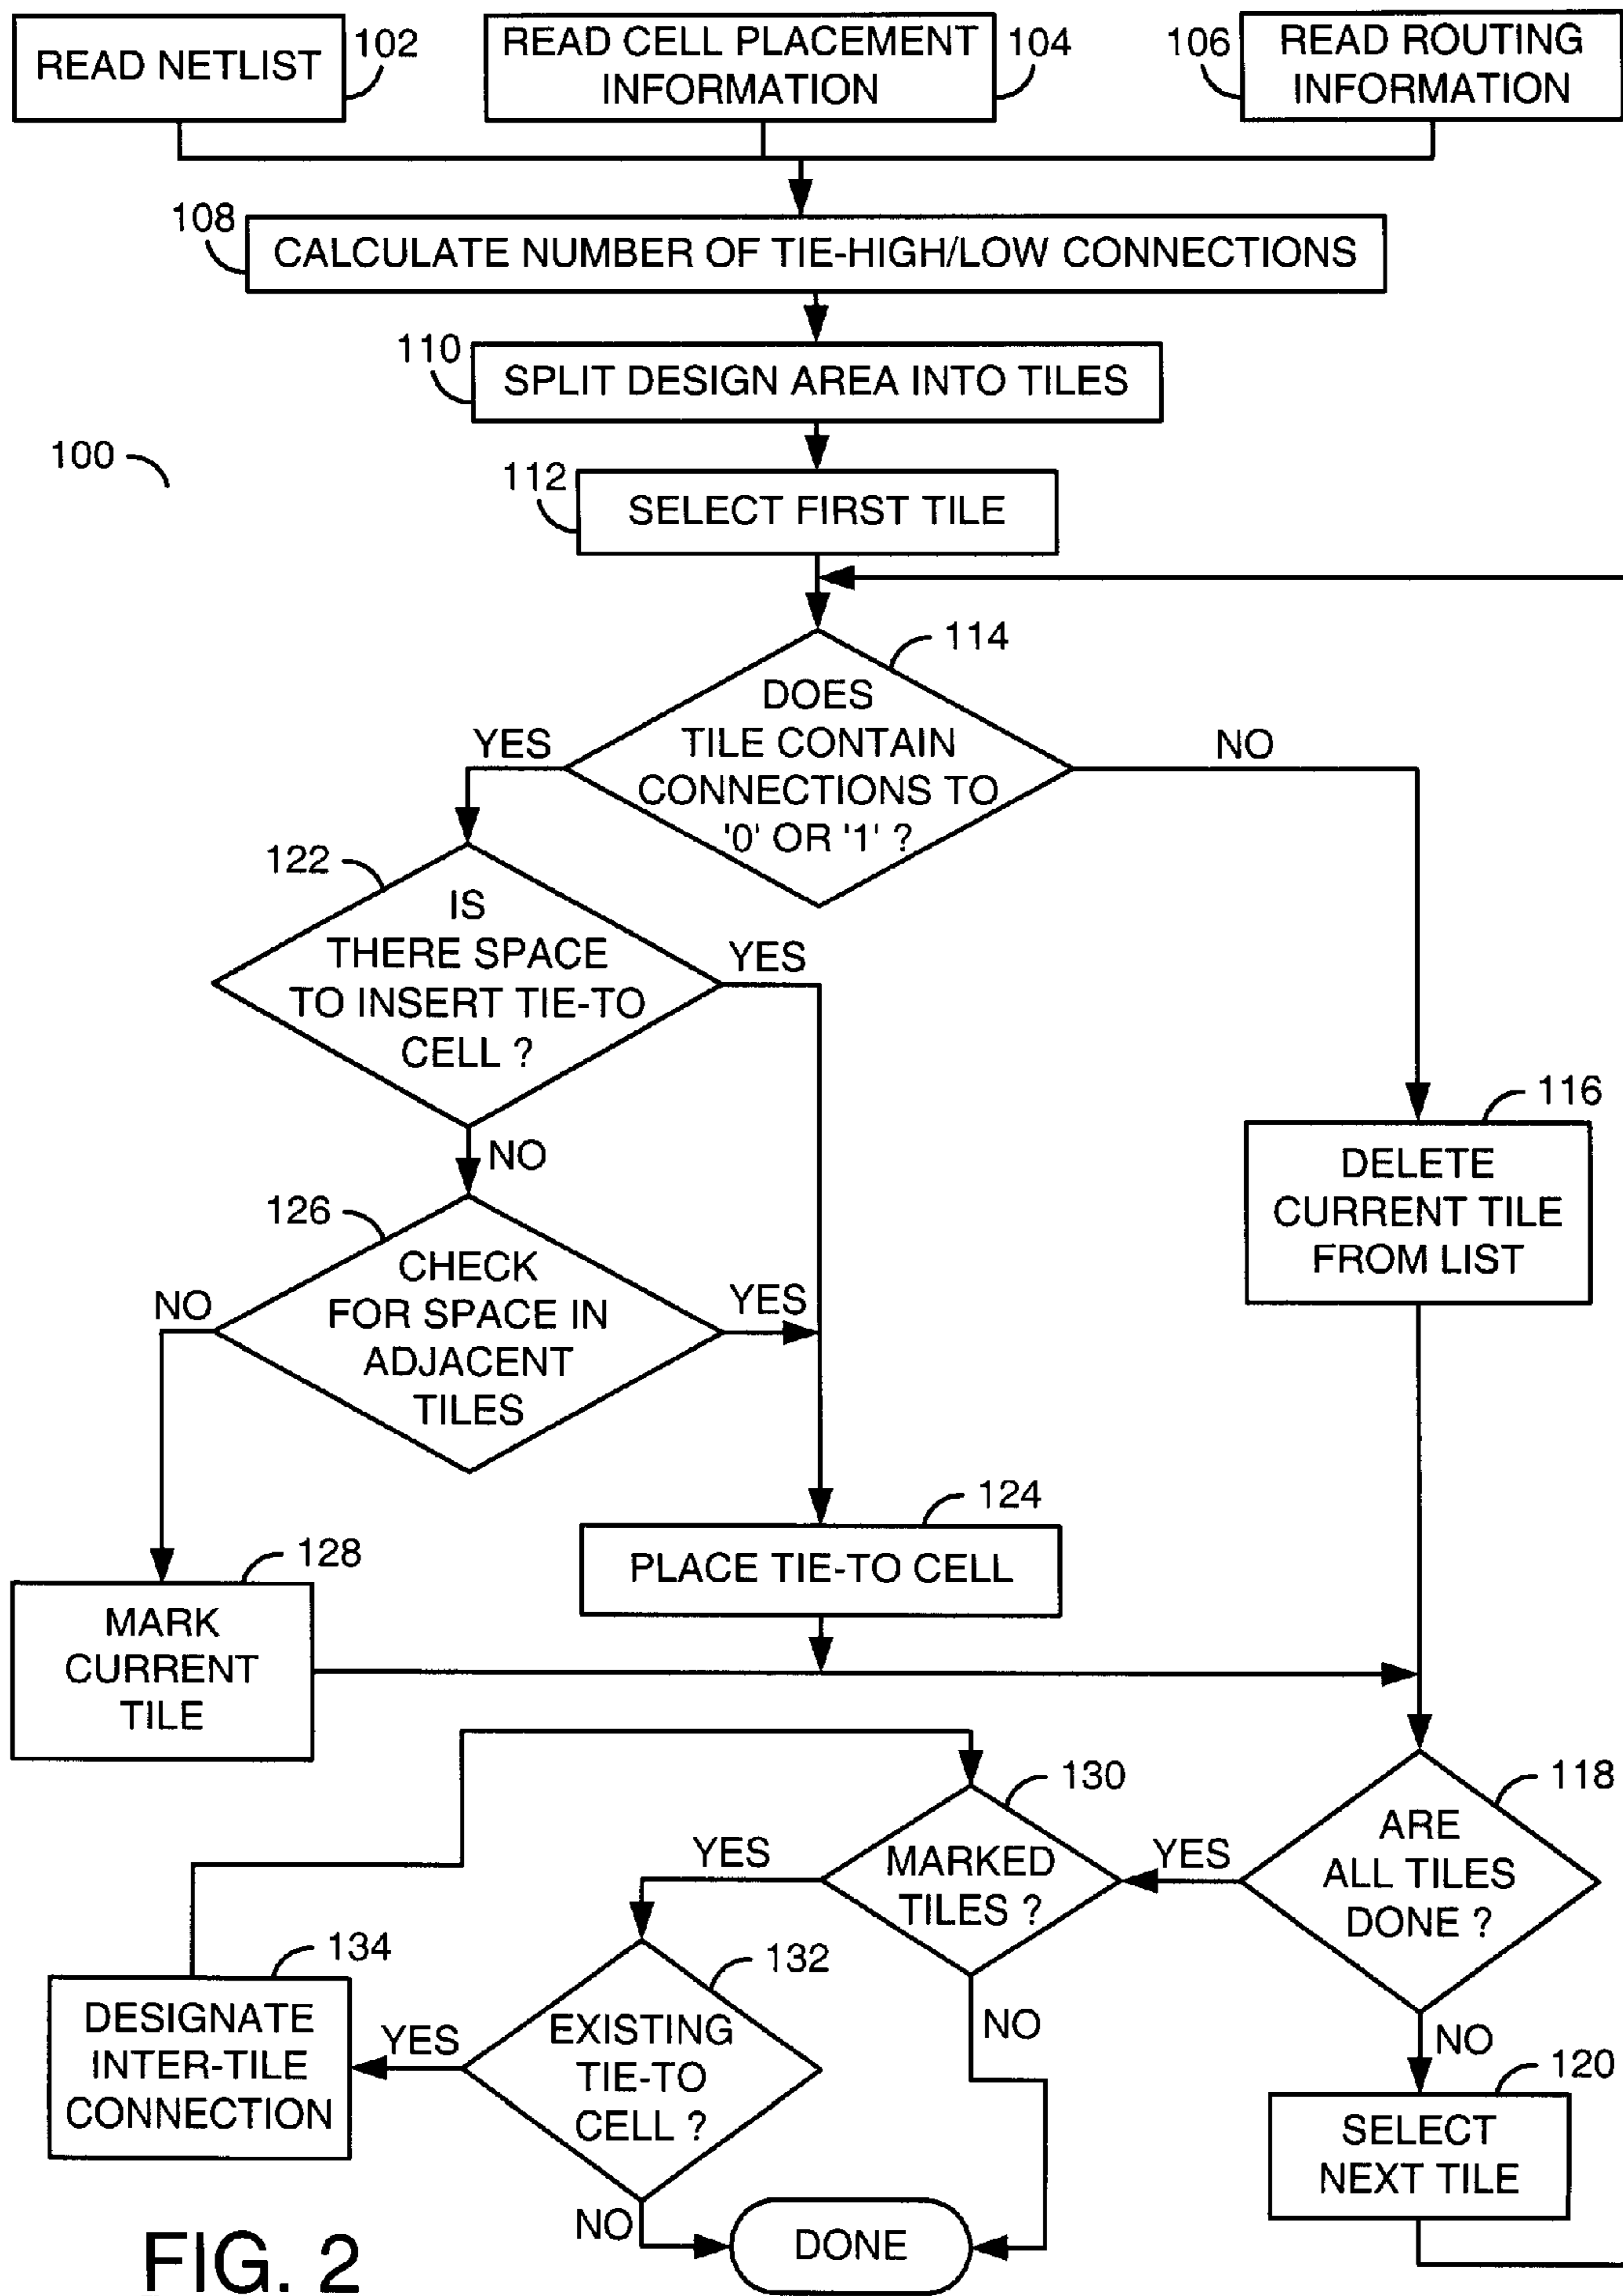 READ NETLIST
102
READ CELL PLACEMENT
INFORMATION
104
106
READ ROUTING
INFORMATION
108
CALCULATE NUMBER OF TIE-HIGH/LOW CONNECTIONS
110
SPLIT DESIGN AREA INTO TILES
100
112
SELECT FIRST TILE
114
DOES
TILE CONTAIN
CONNECTIONS TO
'0' OR '1' ?
YES
NO
122
IS
THERE SPACE
TO INSERT TIE-TO
CELL ?
YES
NO
116
DELETE
CURRENT TILE
FROM LIST
126
CHECK
FOR SPACE IN
ADJACENT
TILES
NO
YES
124
PLACE TIE-TO CELL
128
MARK
CURRENT
TILE
130
MARKED
TILES ?
YES
YES
118
ARE
ALL TILES
DONE ?
134
DESIGNATE
INTER-TILE
CONNECTION
YES
132
EXISTING
TIE-TO
CELL ?
NO
NO
120
SELECT
NEXT TILE
NO
DONE
FIG. 2